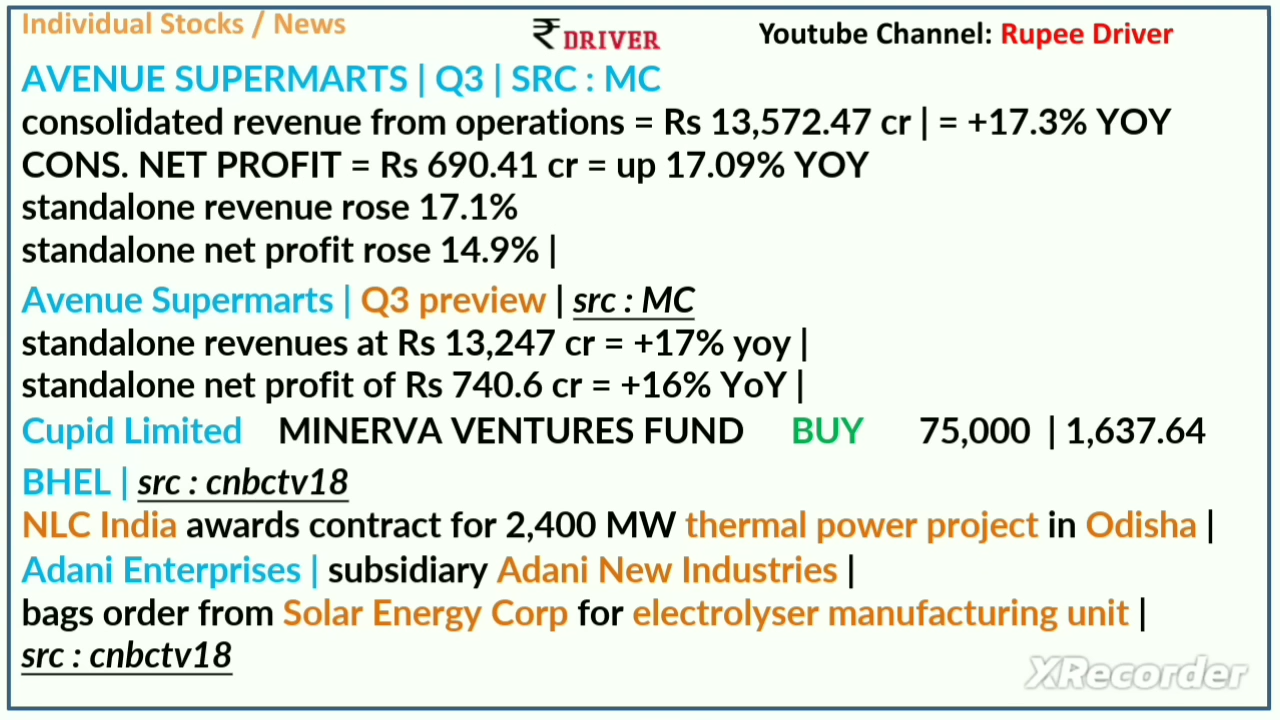 Individual Stocks / News
₹ DRIVER
Youtube Channel: Rupee Driver
AVENUE SUPERMARTS | Q3 | SRC : MC
consolidated revenue from operations = Rs 13,572.47 cr | = +17.3% YOY
CONS. NET PROFIT = Rs 690.41 cr = up 17.09% YOY
standalone revenue rose 17.1%
standalone net profit rose 14.9% |
Avenue Supermarts | Q3 preview | src : MC
standalone revenues at Rs 13,247 cr = +17% yoy |
standalone net profit of Rs 740.6 cr = +16% YoY |
Cupid Limited MINERVA VENTURES FUND BUY 75,000 | 1,637.64
BHEL | src : cnbctv18
NLC India awards contract for 2,400 MW thermal power project in Odisha |
Adani Enterprises | subsidiary Adani New Industries |
bags order from Solar Energy Corp for electrolyser manufacturing unit |
src : cnbctv18
XRecorder